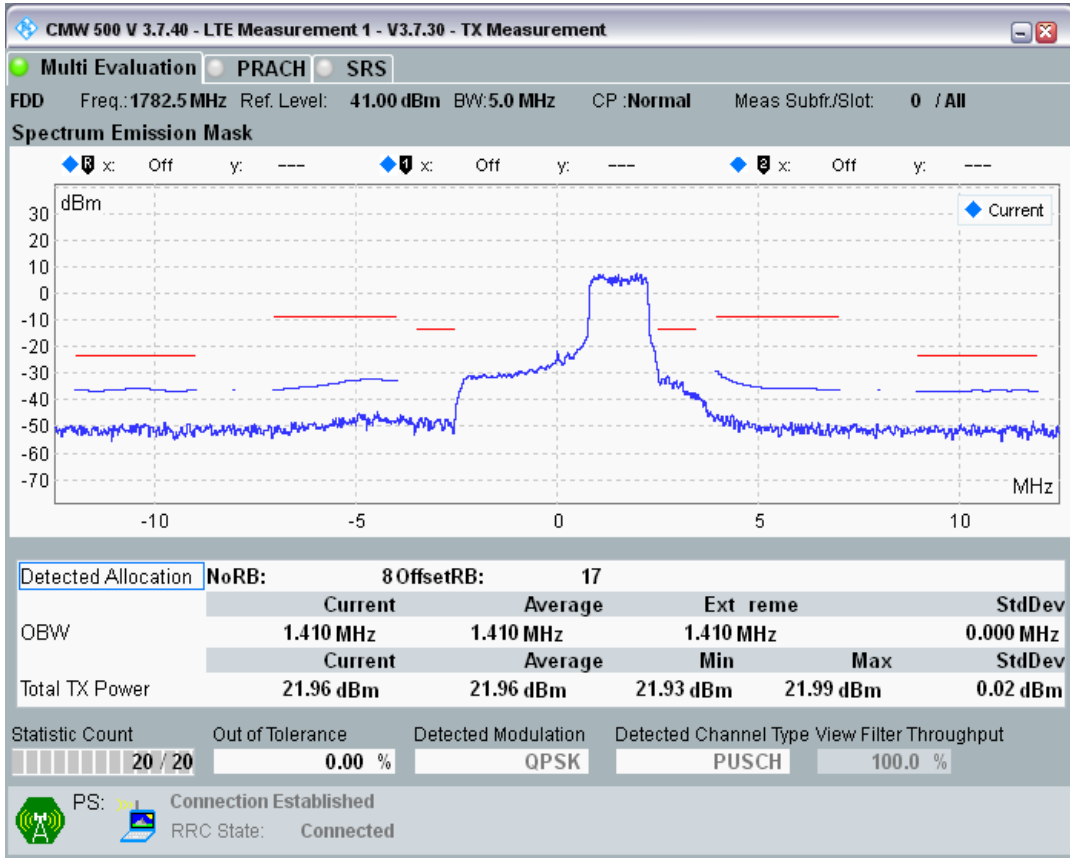 CMW 500 V 3.7.40 - LTE Measurement 1 - V3.7.30 - TX Measurement
Multi Evaluation PRACH SRS
FDD Freq.:1782.5 MHz Ref. Level: 41.00 dBm BW:5.0 MHz CP :Normal Meas Subfr./Slot: 0 / All
Spectrum Emission Mask
R x: Off y: --- 1 x: Off y: --- 2 x: Off y: ---
dBm
Current
30
20
10
0
-10
-20
-30
-40
-50
-60
-70
MHz
-10 -5 0 5 10
Detected Allocation NoRB: 8 OffsetRB: 17
Current Average Ext reme StdDev
OBW 1.410 MHz 1.410 MHz 1.410 MHz 0.000 MHz
Current Average Min Max StdDev
Total TX Power 21.96 dBm 21.96 dBm 21.93 dBm 21.99 dBm 0.02 dBm
Statistic Count Out of Tolerance Detected Modulation Detected Channel Type View Filter Throughput
20 / 20 0.00 % QPSK PUSCH 100.0 %
PS: Connection Established
RRC State: Connected